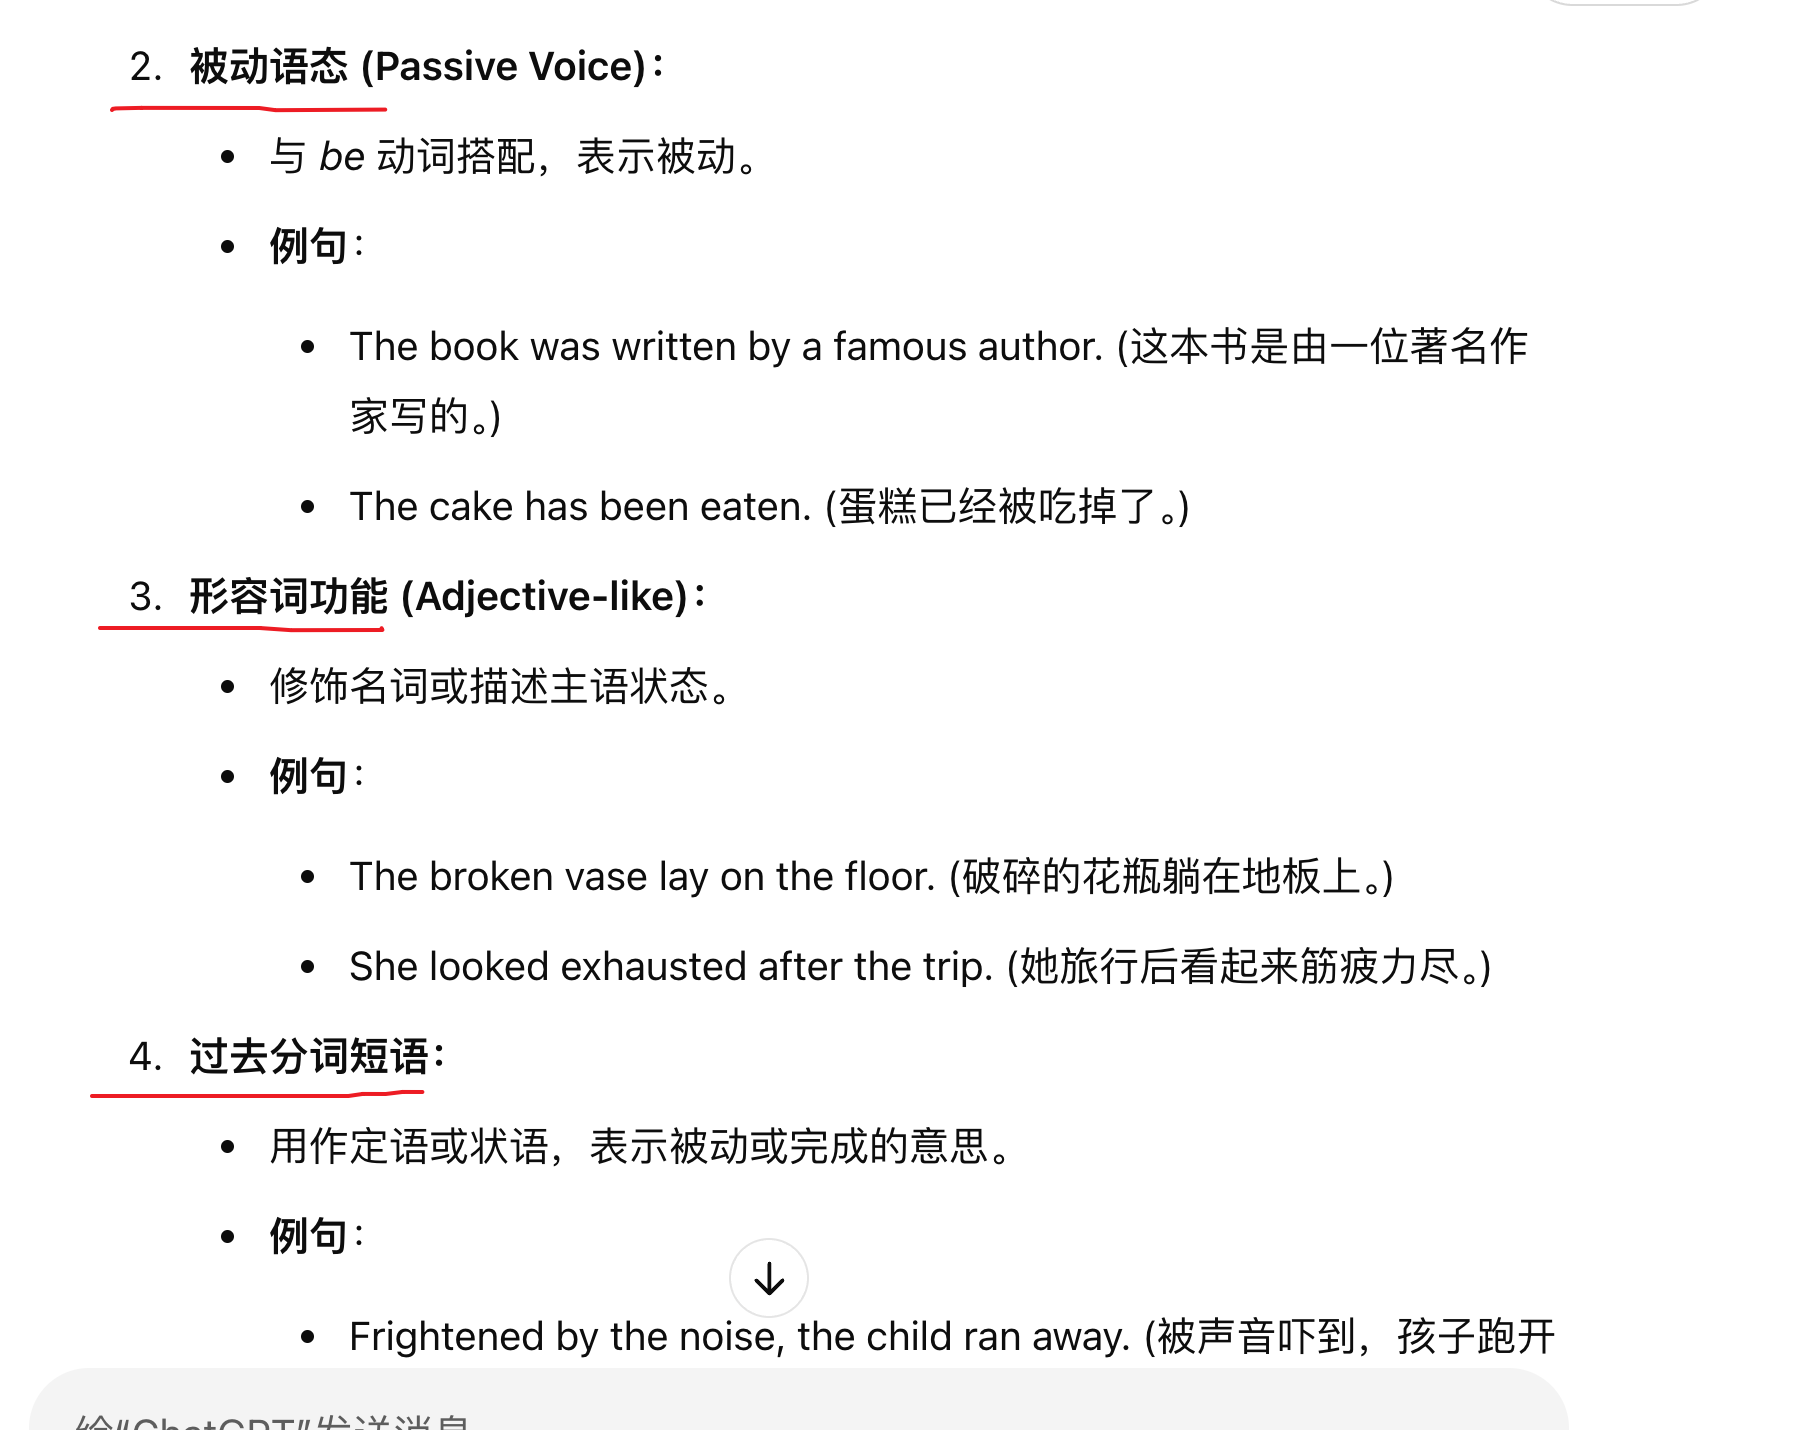 2. 被动语态 (Passive Voice)：
• 与 be 动词搭配，表示被动。
• 例句：
• The book was written by a famous author. (这本书是由一位著名作
家写的。)
• The cake has been eaten. (蛋糕已经被吃掉了。)
3. 形容词功能 (Adjective-like)：
• 修饰名词或描述主语状态。
• 例句：
• The broken vase lay on the floor. (破碎的花瓶躺在地板上。)
• She looked exhausted after the trip. (她旅行后看起来筋疲力尽。)
4. 过去分词短语：
• 用作定语或状语，表示被动或完成的意思。
• 例句：
• Frightened by the noise, the child ran away. (被声音吓到，孩子跑开
给“ChatGPT”发送消息